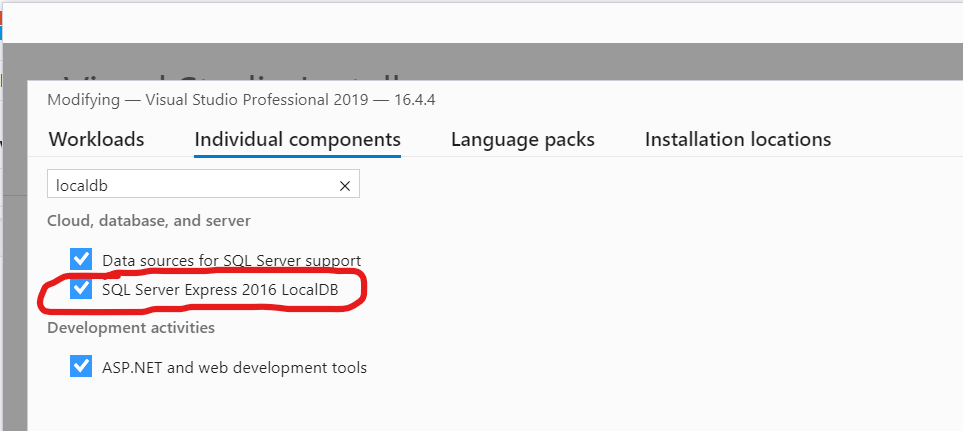 Modifying — Visual Studio Professional 2019 — 16.4.4
Workloads Individual components Language packs Installation locations
localdb
Cloud, database, and server
Data sources for SQL Server support
SQL Server Express 2016 LocalDB
Development activities
ASP.NET and web development tools